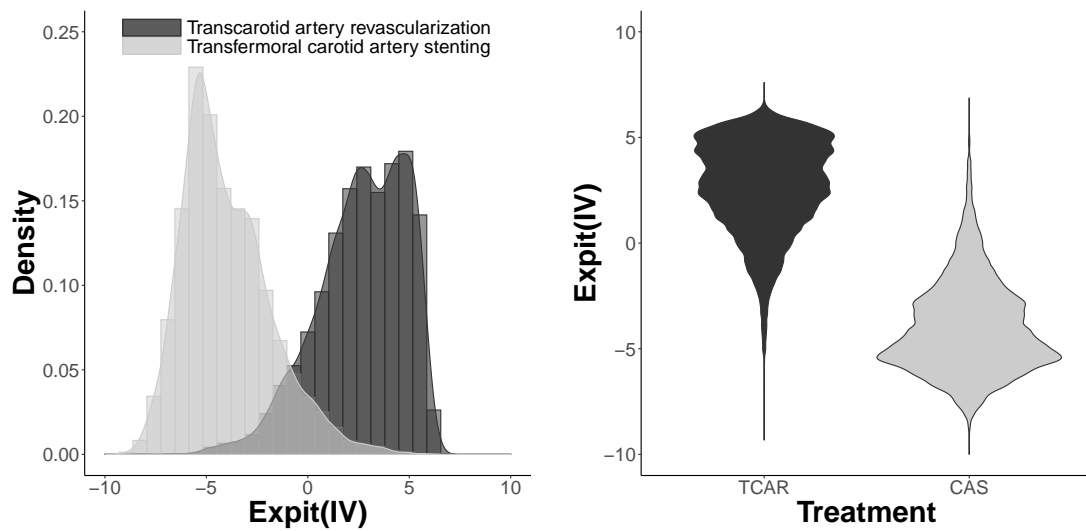 Transcarotid artery revascularization
Transfermoral carotid artery stenting
Density
0.25
0.20
0.15
0.10
0.05
0.00
−10
−5
0
5
10
Expit(IV)
Expit(IV)
10
5
0
−5
−10
TCAR
CAS
Treatment